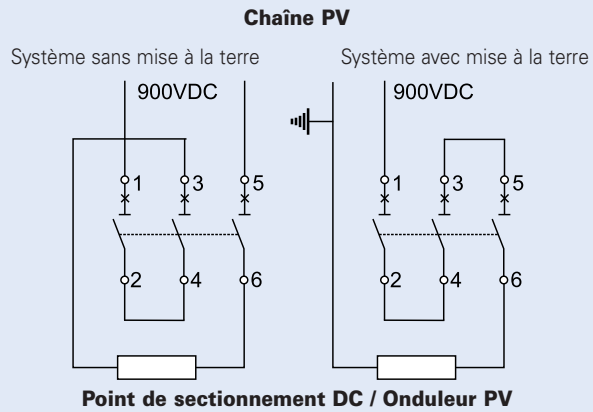 Chaîne PV
Système sans mise à la terre
Système avec mise à la terre
900VDC
900VDC
1 3 5
1 3 5
2 4 6
2 4 6
Point de sectionnement DC / Onduleur PV